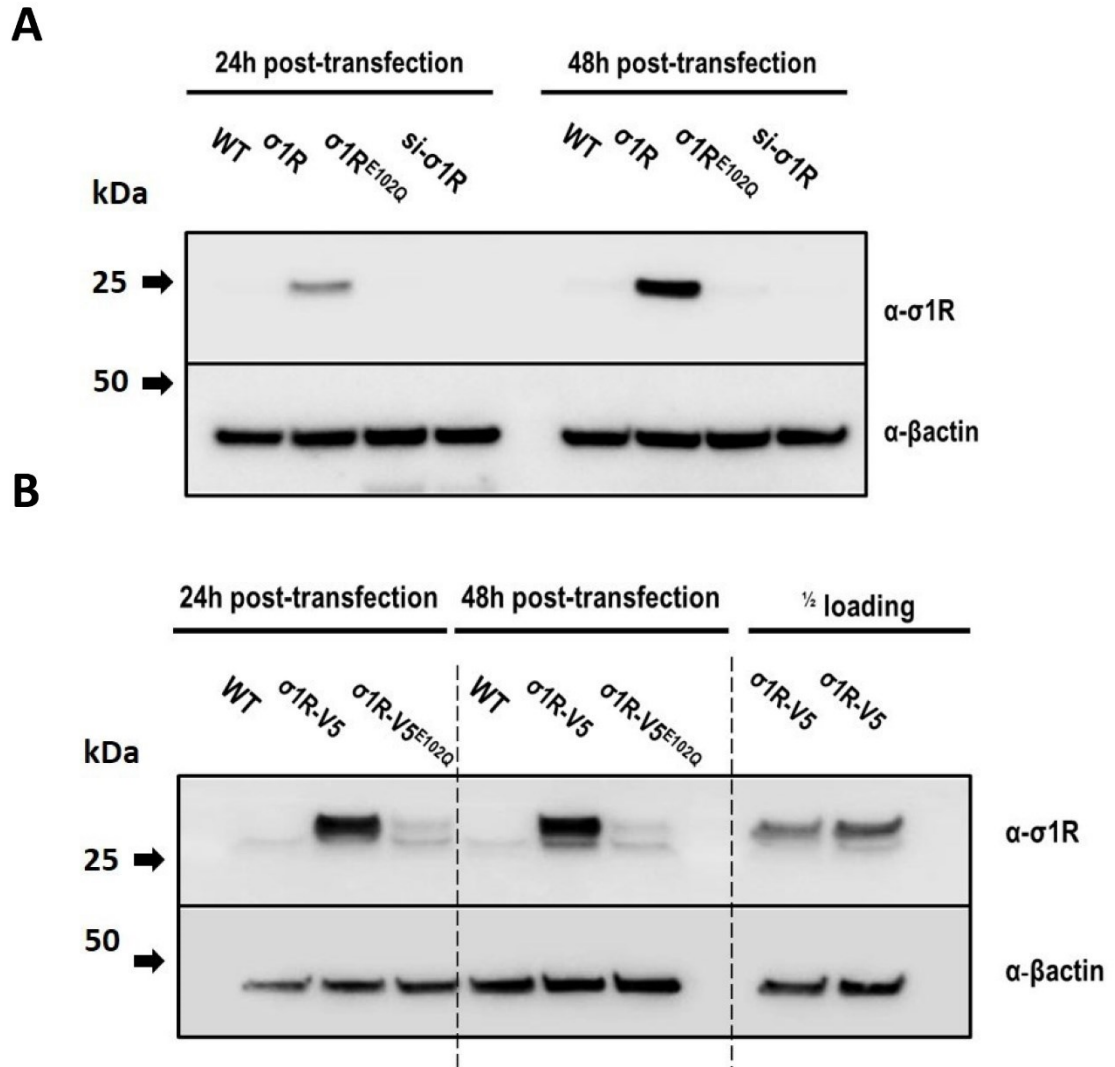 A
24h post-transfection 48h post-transfection
WT σ1R σ1R^E102Q si-σ1R WT σ1R σ1R^E102Q si-σ1R
kDa
25
α-σ1R
50
α-βactin
B
24h post-transfection 48h post-transfection ½ loading
WT σ1R-V5 σ1R-V5^E102Q WT σ1R-V5 σ1R-V5^E102Q σ1R-V5 σ1R-V5
kDa
α-σ1R
25
50
α-βactin